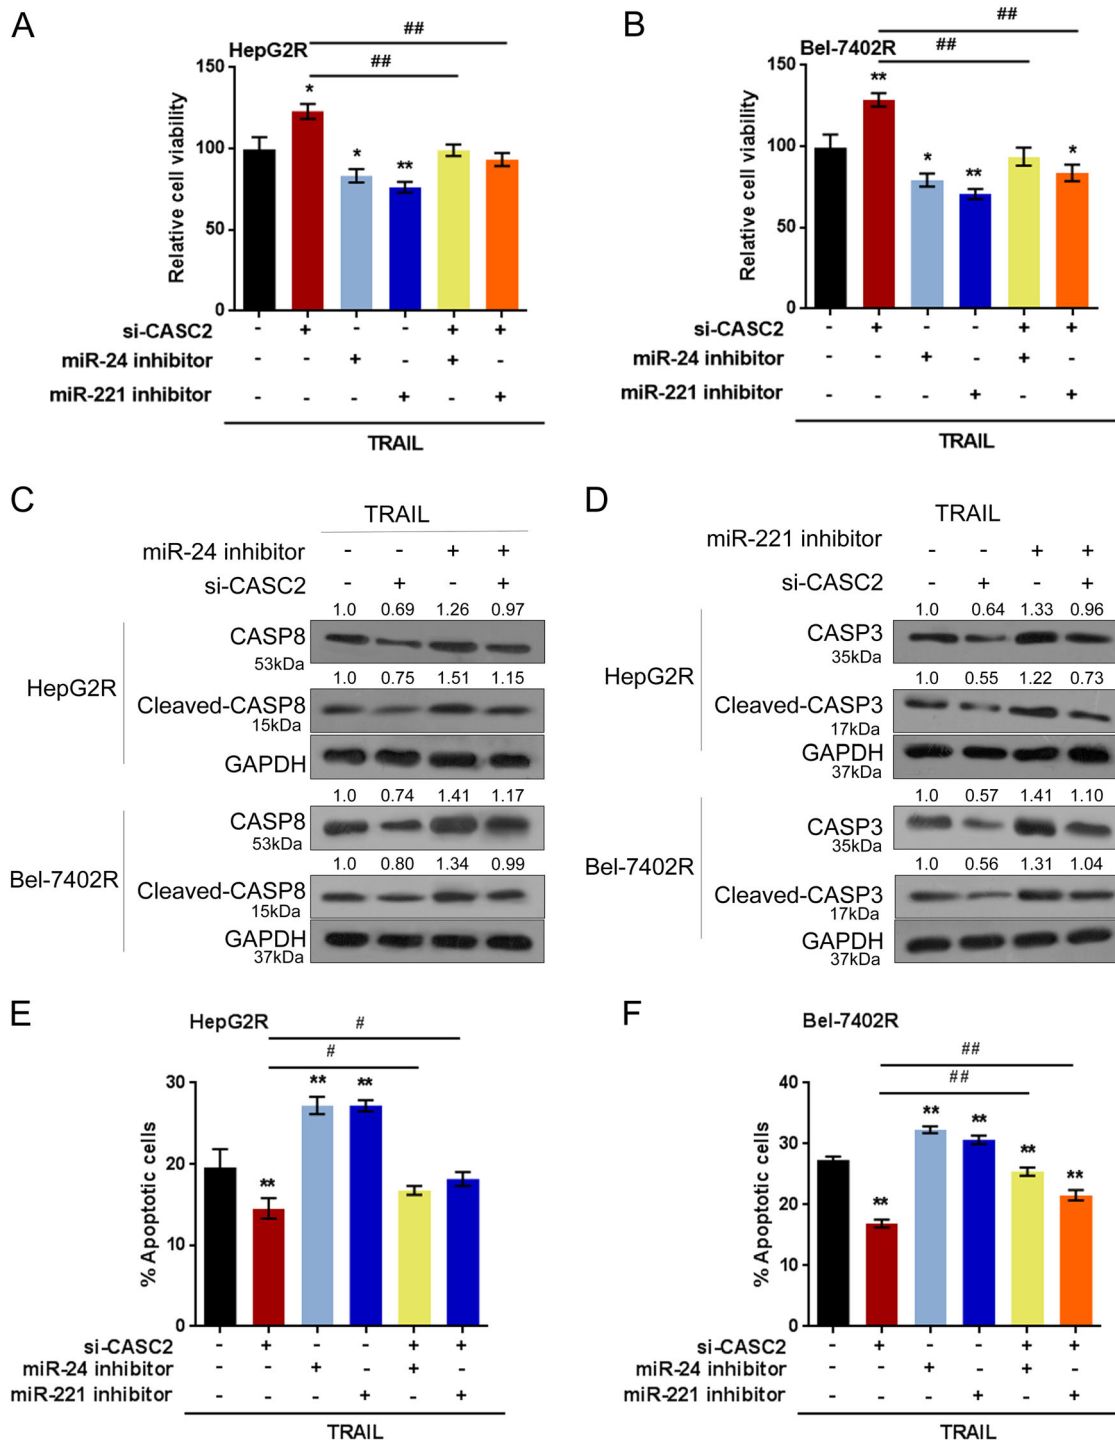 A
HepG2R
##
##
Relative cell viability
150
100
50
0
*
*
**
si-CASC2 - + - - + +
miR-24 inhibitor - - + - + -
miR-221 inhibitor - - - + - +
TRAIL
B
Bel-7402R
##
##
Relative cell viability
150
100
50
0
**
*
**
*
si-CASC2 - + - - + +
miR-24 inhibitor - - + - + -
miR-221 inhibitor - - - + - +
TRAIL
C
TRAIL
miR-24 inhibitor - - + +
si-CASC2 - + - +
HepG2R
1.0 0.69 1.26 0.97
CASP8
53kDa
1.0 0.75 1.51 1.15
Cleaved-CASP8
15kDa
GAPDH
Bel-7402R
1.0 0.74 1.41 1.17
CASP8
53kDa
1.0 0.80 1.34 0.99
Cleaved-CASP8
15kDa
GAPDH
37kDa
D
TRAIL
miR-221 inhibitor - - + +
si-CASC2 - + - +
HepG2R
1.0 0.64 1.33 0.96
CASP3
35kDa
1.0 0.55 1.22 0.73
Cleaved-CASP3
17kDa
GAPDH
37kDa
Bel-7402R
1.0 0.57 1.41 1.10
CASP3
35kDa
1.0 0.56 1.31 1.04
Cleaved-CASP3
17kDa
GAPDH
37kDa
E
HepG2R
#
#
% Apoptotic cells
30
20
10
0
**
**
**
si-CASC2 - + - - + +
miR-24 inhibitor - - + - + -
miR-221 inhibitor - - - + - +
TRAIL
F
Bel-7402R
##
##
% Apoptotic cells
40
30
20
10
0
**
**
**
**
**
si-CASC2 - + - - + +
miR-24 inhibitor - - + - + -
miR-221 inhibitor - - - + - +
TRAIL